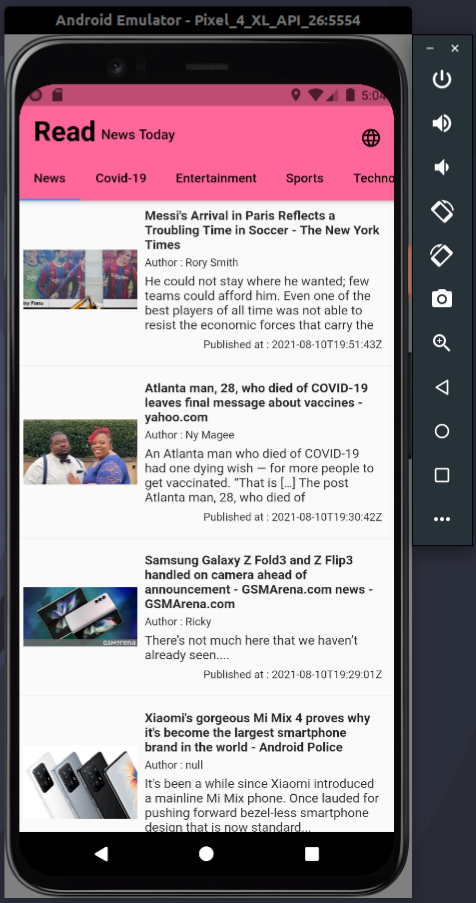 Android Emulator - Pixel_4_XL_API_26:5554
5:04
Read News Today
News Covid-19 Entertainment Sports Techno
Messi's Arrival in Paris Reflects a
Troubling Time in Soccer - The New York
Times
Author : Rory Smith
He could not stay where he wanted; few
teams could afford him. Even one of the
best players of all time was not able to
resist the economic forces that carry the
Published at : 2021-08-10T19:51:43Z
Atlanta man, 28, who died of COVID-19
leaves final message about vaccines -
yahoo.com
Author : Ny Magee
An Atlanta man who died of COVID-19
had one dying wish — for more people to
get vaccinated. “That is […] The post
Atlanta man, 28, who died of
Published at : 2021-08-10T19:30:42Z
Samsung Galaxy Z Fold3 and Z Flip3
handled on camera ahead of
announcement - GSMArena.com news -
GSMArena.com
Author : Ricky
There’s not much here that we haven’t
already seen....
Published at : 2021-08-10T19:29:01Z
GSMArena
Xiaomi's gorgeous Mi Mix 4 proves why
it's become the largest smartphone
brand in the world - Android Police
Author : null
It's been a while since Xiaomi introduced
a mainline Mi Mix phone. Once lauded for
pushing forward bezel-less smartphone
design that is now standard...